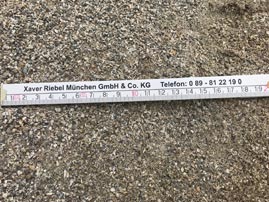 Xaver Riebel München GmbH & Co. KG Telefon: 0 89 - 81 22 19 0
1 2 3 4 5 6 7 8 9 10 11 12 13 14 15 16 17 18 19